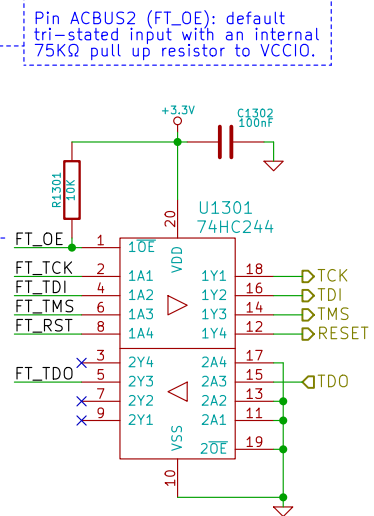 Pin ACBUS2 (FT_OE): default
tri-stated input with an internal
75KΩ pull up resistor to VCCIO.
+3.3V
C1302
100nF
R1301
10K
U1301
74HC244
20
VDD
FT_OE 1 1OE
FT_TCK 2 1A1 1Y1 18 TCK
FT_TDI 4 1A2 1Y2 16 TDI
FT_TMS 6 1A3 1Y3 14 TMS
FT_RST 8 1A4 1Y4 12 RESET
3 2Y4 2A4 17
FT_TDO 5 2Y3 2A3 15 TDO
7 2Y2 2A2 13
9 2Y1 2A1 11
2OE 19
VSS
10